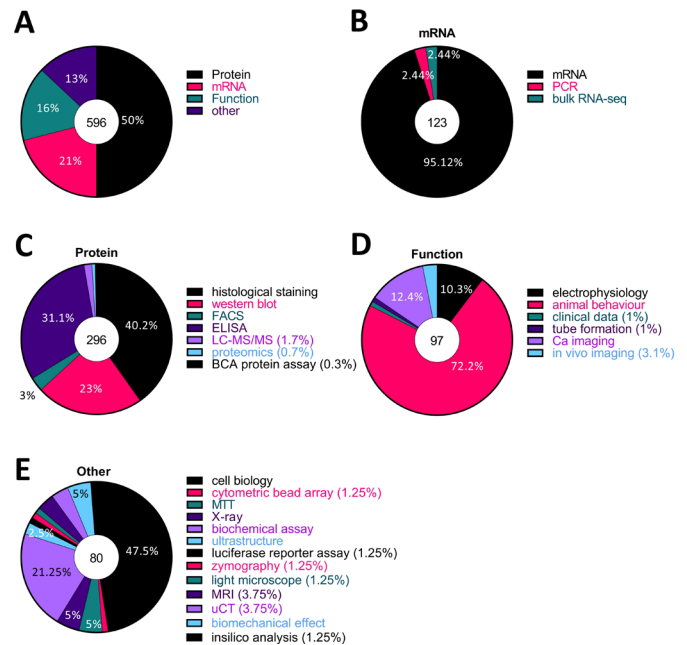 A
13%
16%
596
50%
21%
Protein
mRNA
Function
other
B
mRNA
2.44%
2.44%
123
95.12%
mRNA
PCR
bulk RNA-seq
C
Protein
31.1%
40.2%
296
3%
23%
histological staining
western blot
FACS
ELISA
LC-MS/MS (1.7%)
proteomics (0.7%)
BCA protein assay (0.3%)
D
Function
10.3%
12.4%
97
72.2%
electrophysiology
animal behaviour
clinical data (1%)
tube formation (1%)
Ca imaging
in vivo imaging (3.1%)
E
Other
5%
2.5%
80
47.5%
21.25%
5%
5%
cell biology
cytometric bead array (1.25%)
MTT
X-ray
biochemical assay
ultrastructure
luciferase reporter assay (1.25%)
zymography (1.25%)
light microscope (1.25%)
MRI (3.75%)
uCT (3.75%)
biomechanical effect
insilico analysis (1.25%)